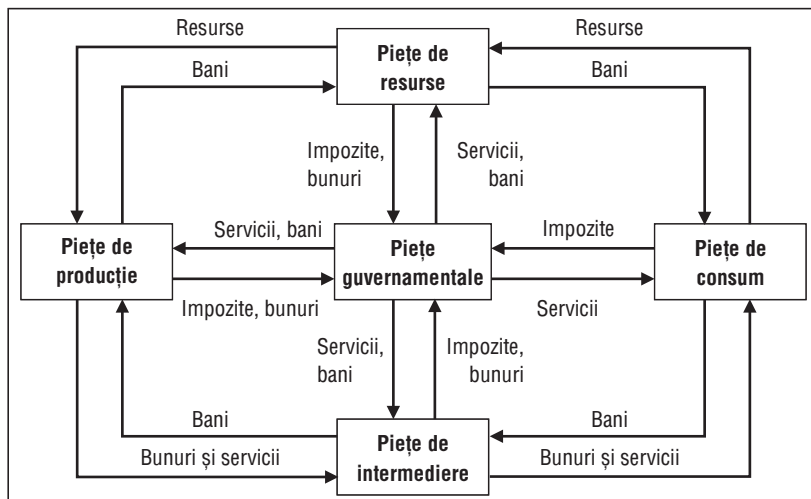 Resurse
Piețe de
resurse
Resurse
Bani
Bani
Impozite,
bunuri
Servicii,
bani
Piețe de
producție
Servicii, bani
Piețe
guvernamentale
Impozite
Piețe de
consum
Impozite, bunuri
Servicii
Servicii,
bani
Impozite,
bunuri
Bani
Piețe de
intermediere
Bani
Bunuri și servicii
Bunuri și servicii